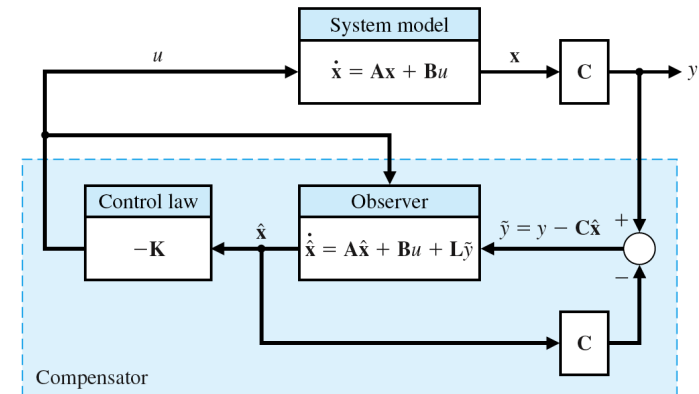 System model
u
ẋ = Ax + Bu
x
C
y
Control law
−K
x̂
Observer
x̂̇ = Ax̂ + Bu + Lỹ
ỹ = y − Cx̂
+
−
C
Compensator